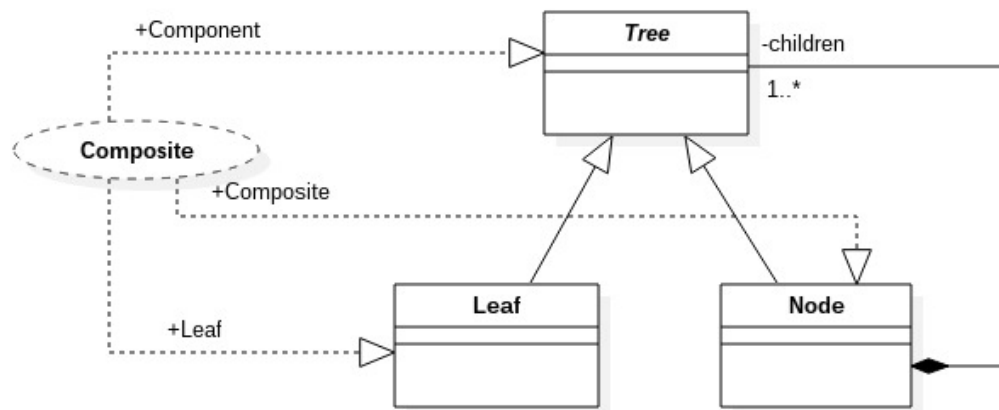 +Component
Tree
-children
1..*
Composite
+Composite
Leaf
Node
+Leaf